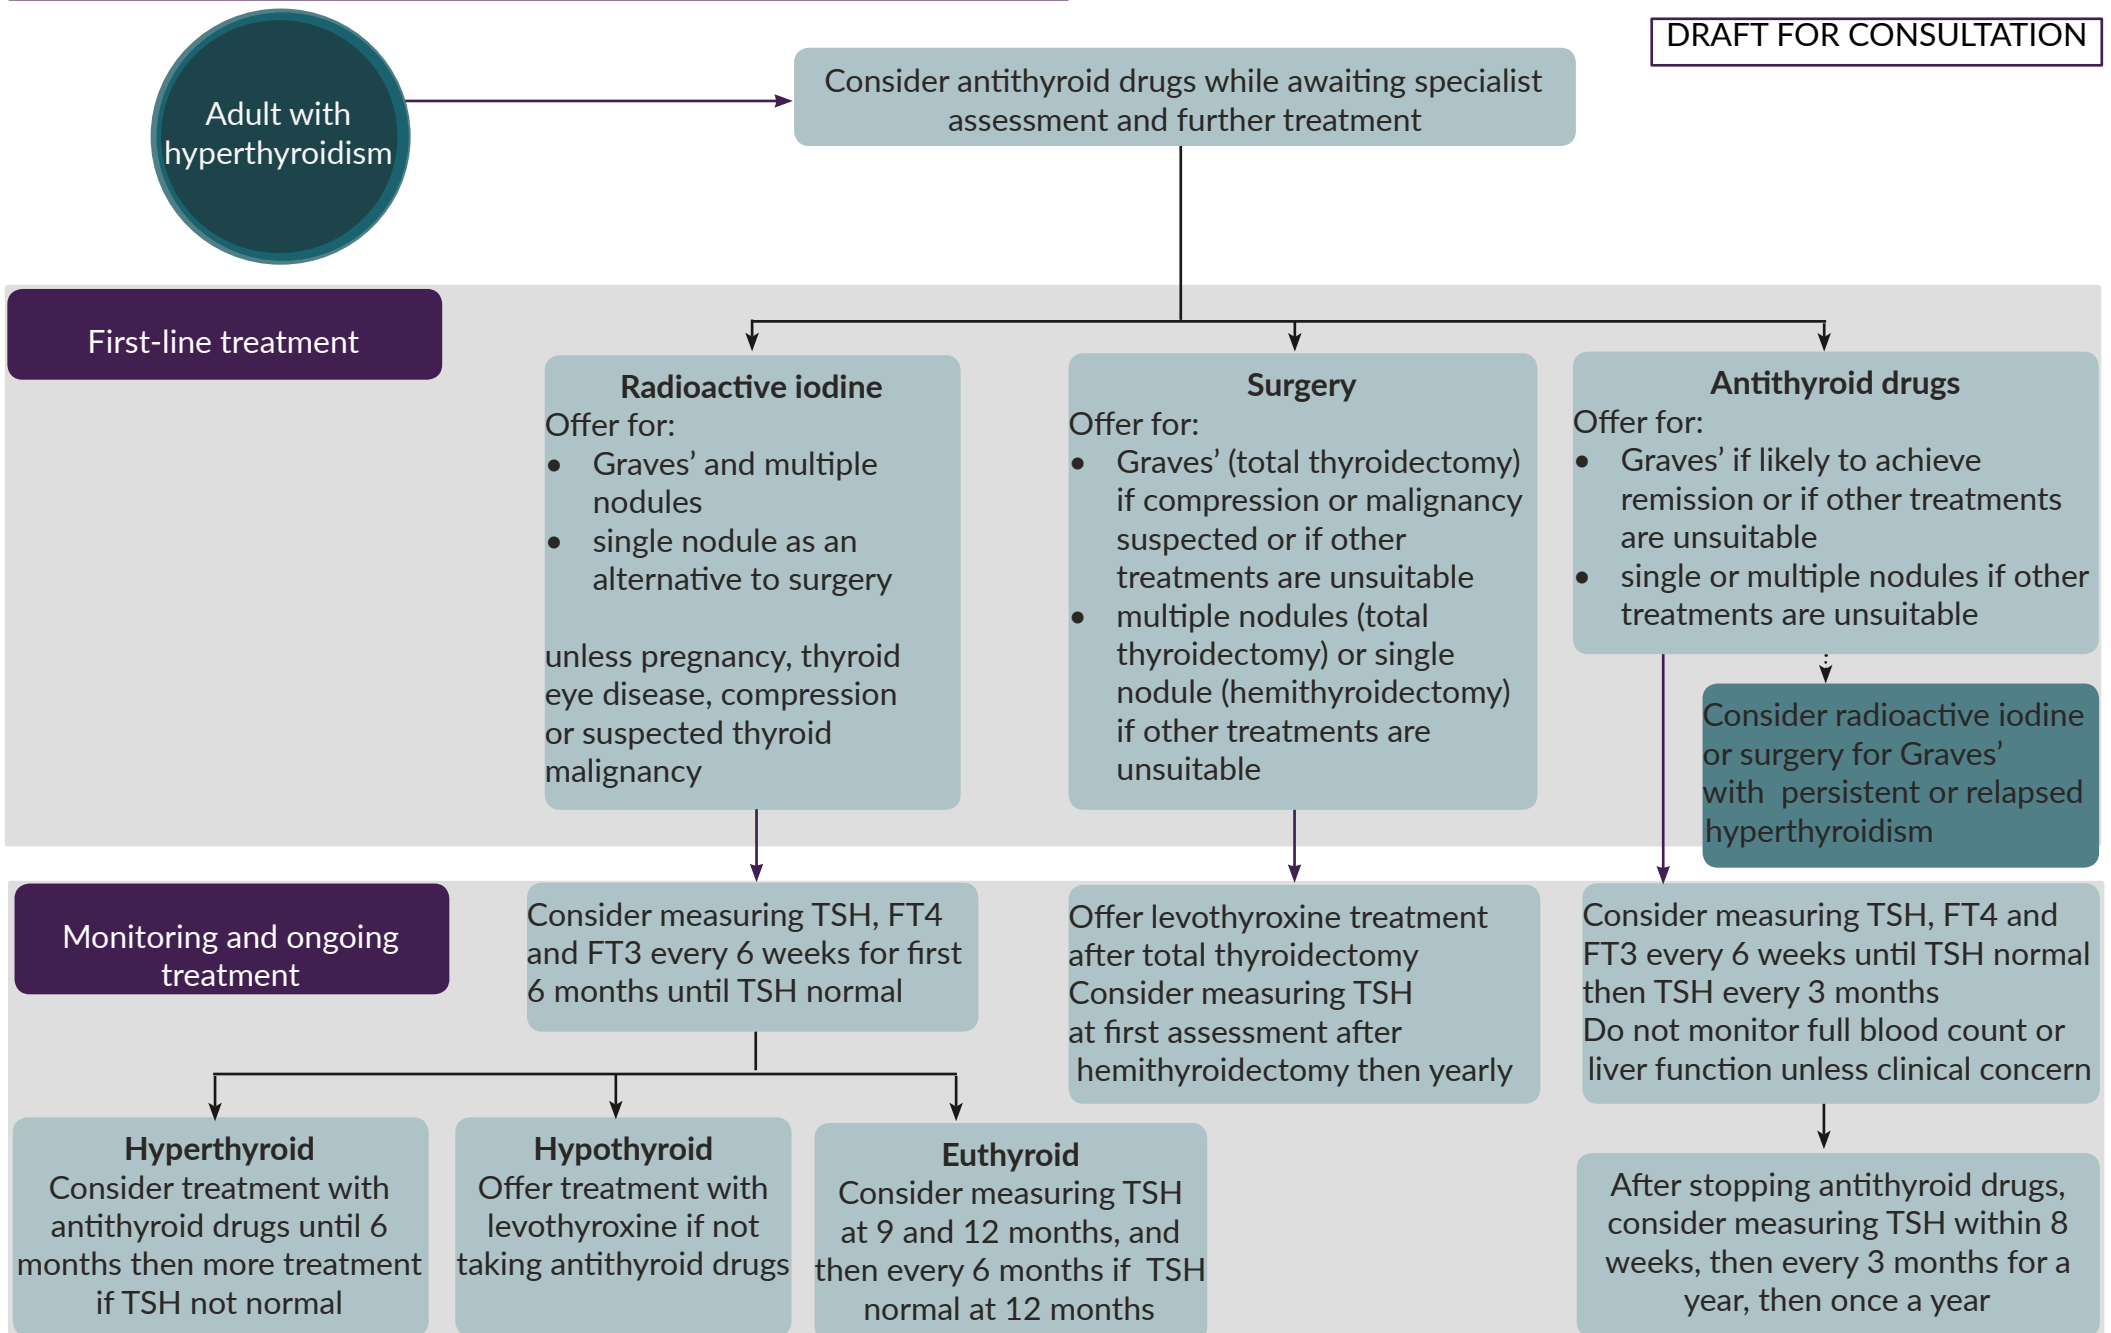 DRAFT FOR CONSULTATION
Adult with
hyperthyroidism
Consider antithyroid drugs while awaiting specialist
assessment and further treatment
First-line treatment
Radioactive iodine
Offer for:
• Graves’ and multiple
nodules
• single nodule as an
alternative to surgery
unless pregnancy, thyroid
eye disease, compression
or suspected thyroid
malignancy
Surgery
Offer for:
• Graves’ (total thyroidectomy)
if compression or malignancy
suspected or if other
treatments are unsuitable
• multiple nodules (total
thyroidectomy) or single
nodule (hemithyroidectomy)
if other treatments are
unsuitable
Antithyroid drugs
Offer for:
• Graves’ if likely to achieve
remission or if other treatments
are unsuitable
• single or multiple nodules if other
treatments are unsuitable
Consider radioactive iodine
or surgery for Graves’
with persistent or relapsed
hyperthyroidism
Monitoring and ongoing
treatment
Consider measuring TSH, FT4
and FT3 every 6 weeks for first
6 months until TSH normal
Offer levothyroxine treatment
after total thyroidectomy
Consider measuring TSH
at first assessment after
hemithyroidectomy then yearly
Consider measuring TSH, FT4 and
FT3 every 6 weeks until TSH normal
then TSH every 3 months
Do not monitor full blood count or
liver function unless clinical concern
Hyperthyroid
Consider treatment with
antithyroid drugs until 6
months then more treatment
if TSH not normal
Hypothyroid
Offer treatment with
levothyroxine if not
taking antithyroid drugs
Euthyroid
Consider measuring TSH
at 9 and 12 months, and
then every 6 months if TSH
normal at 12 months
After stopping antithyroid drugs,
consider measuring TSH within 8
weeks, then every 3 months for a
year, then once a year